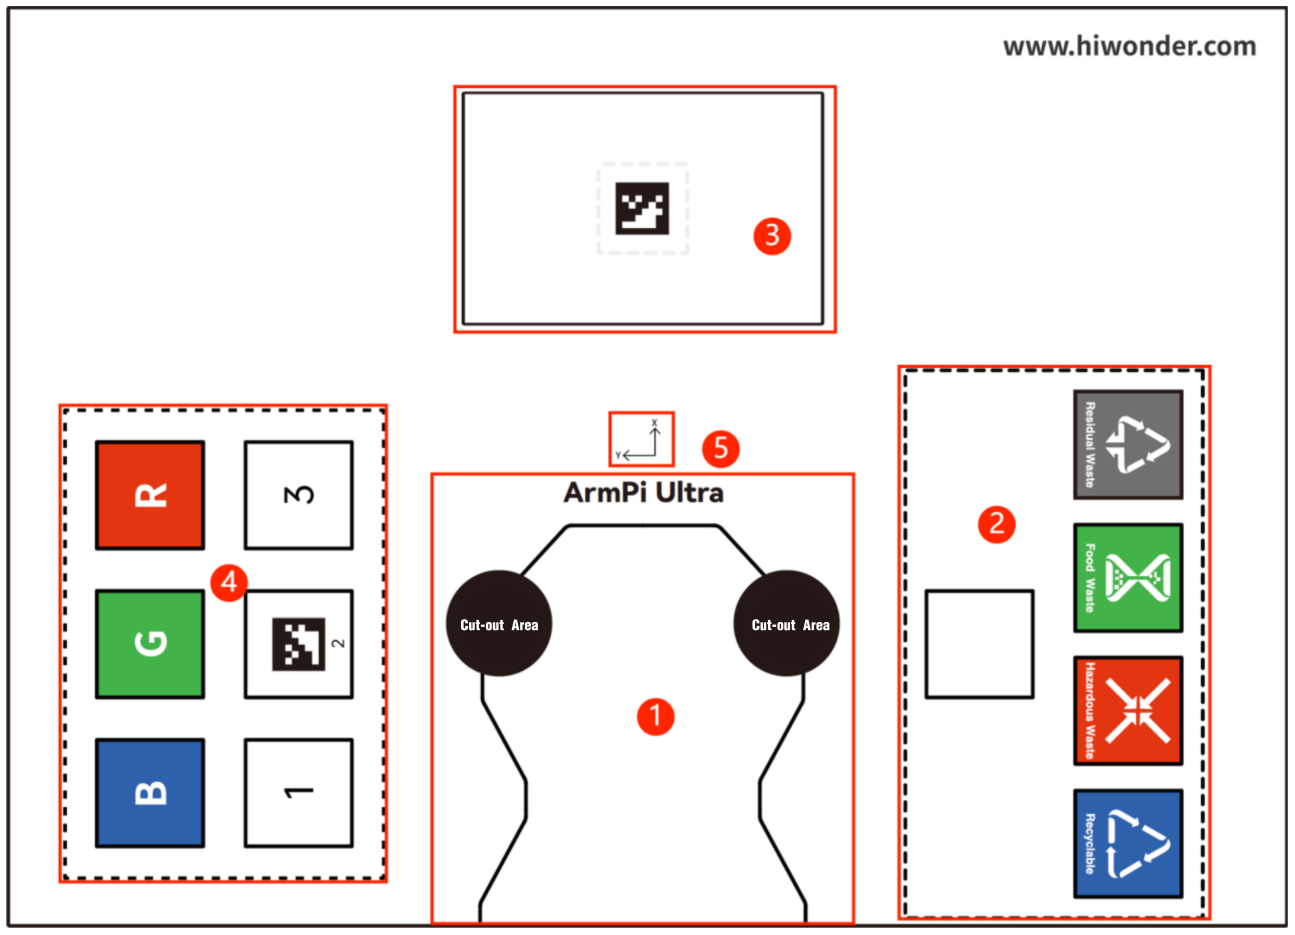 www.hiwonder.com
3
X
Y
5
ArmPi Ultra
Cut-out Area
Cut-out Area
1
R
3
4
G
2
B
1
2
Residual Waste
Food Waste
Hazardous Waste
Recyclable